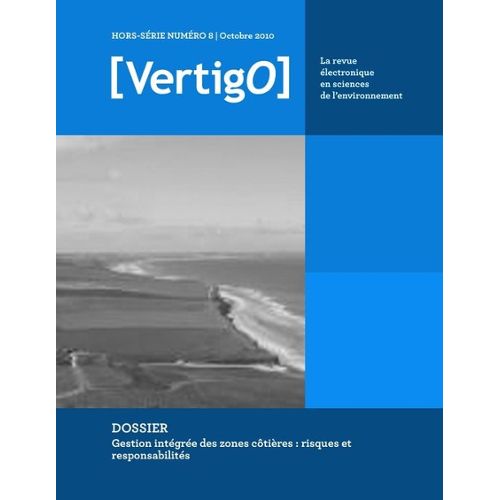 HORS-SÉRIE NUMÉRO 8 | Octobre 2010
[VertigO]
La revue
électronique
en sciences
de l'environnement
DOSSIER
Gestion intégrée des zones côtières : risques et
responsabilités